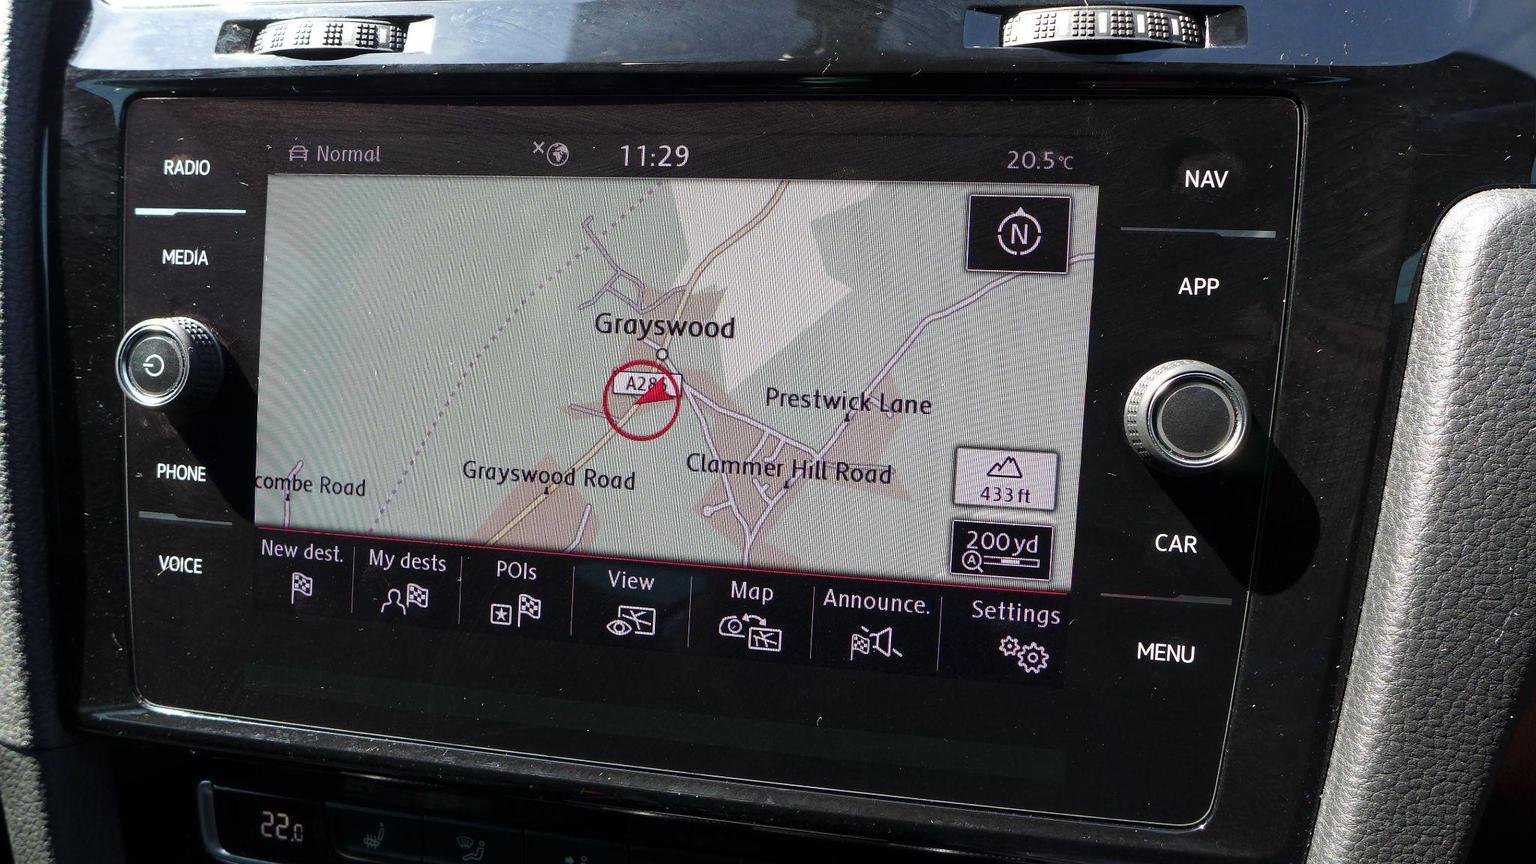 Normal
11:29
20.5°C
RADIO
MEDIA
PHONE
VOICE
NAV
APP
CAR
MENU
N
Grayswood
Prestwick Lane
Grayswood Road
Clammer Hill Road
combe Road
433 ft
200 yd
A
New dest.
My dests
POIs
View
Map
Announce.
Settings
22.0